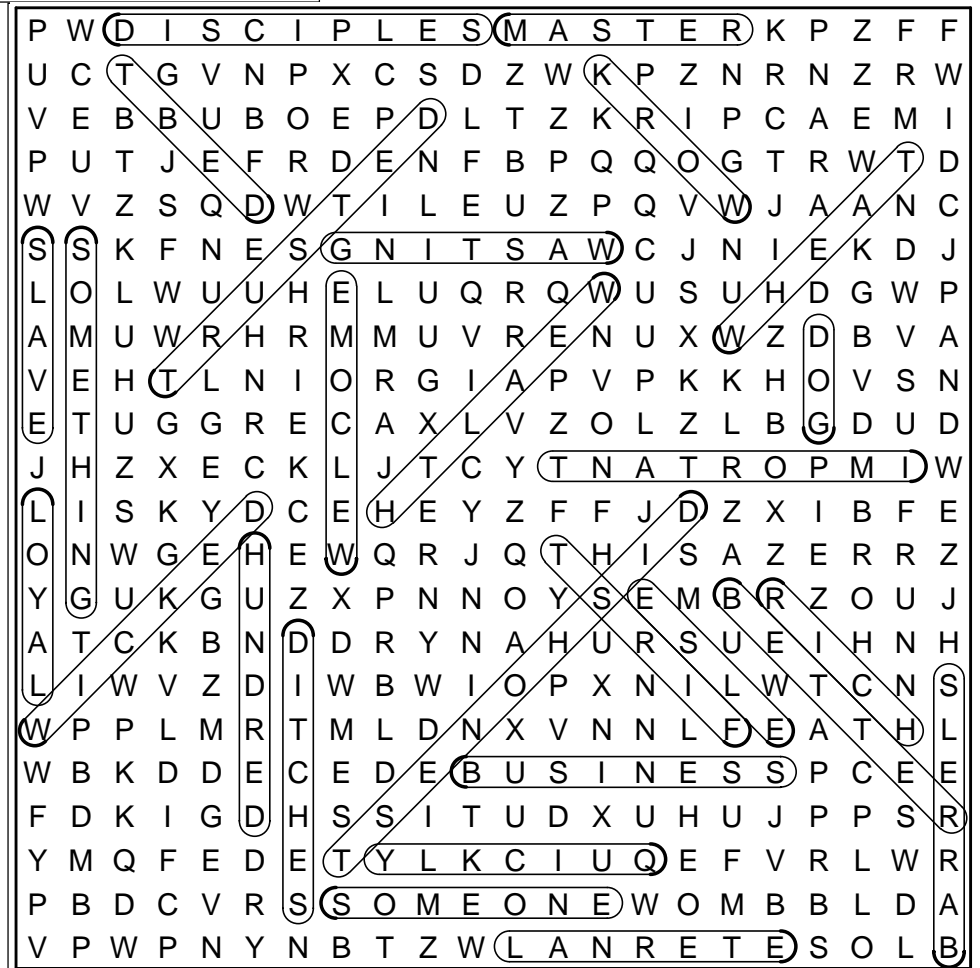 P W D I S C I P L E S M A S T E R K P Z F F
U C T G V N P X C S D Z W K P Z N R N Z R W
V E B B U B O E P D L T Z K R I P C A E M I
P U T J E F R D E N F B P Q Q O G T R W T D
W V Z S Q D W T I L E U Z P Q V W J A A N C
S S K F N E S G N I T S A W C J N I E K D J
L O L W U U H E L U Q R Q W U S U H D G W P
A M U W R H R M M U V R E N U X W Z D B V A
V E H T L N I O R G I A P V P K K H O V S N
E T U G G R E C A X L V Z O L Z L B G D U D
J H Z X E C K L J T C Y T N A T R O P M I W
L I S K Y D C E H E Y Z F F J D Z X I B F E
O N W G E H E W Q R J Q T H I S A Z E R R Z
Y G U K G U Z X P N N O Y S E M B R Z O U J
A T C K B N D D R Y N A H U R S U E I H N H
L I W V Z D I W B W I O P X N I L W T C N S
W P P L M R T M L D N X V N N L F E A T H L
W B K D D E C E D E B U S I N E S S P C E E
F D K I G D H S S I T U D X U H U J P P S R
Y M Q F E D E T Y L K C I U Q E F V R L W R
P B D C V R S S O M E O N E W O M B B L D A
V P W P N Y N B T Z W L A N R E T E S O L B